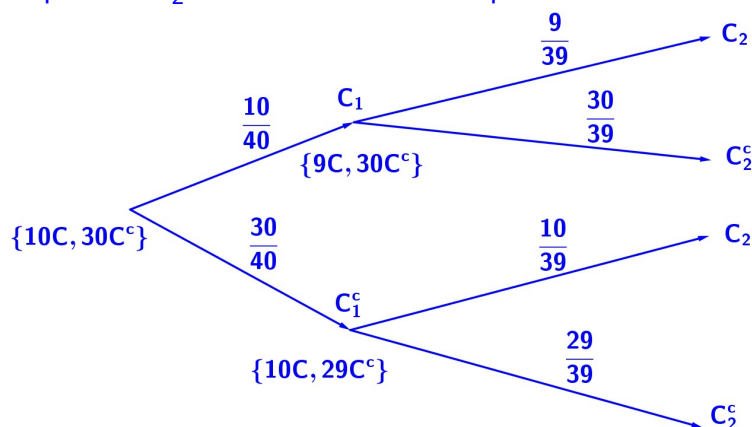 9
39
C₂
C₁
10
40
30
39
{9C, 30Cᶜ}
C₂ᶜ
{10C, 30Cᶜ}
30
40
10
39
C₂
C₁ᶜ
{10C, 29Cᶜ}
29
39
C₂ᶜ